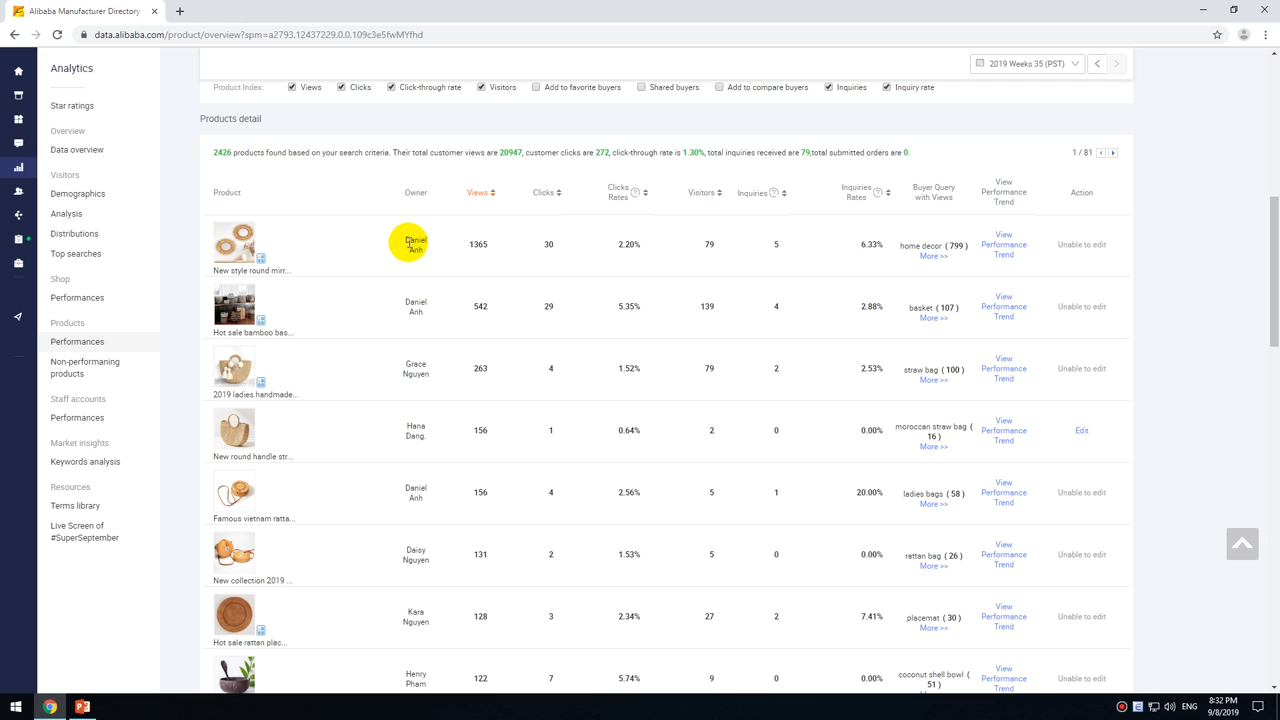 Alibaba Manufacturer Directory
data.alibaba.com/product/overview?spm=a2793.12437229.0.0.109c3e5fwMYfhd
Analytics
Star ratings
Overview
Data overview
Visitors
Demographics
Analysis
Distributions
Top searches
Shop
Performances
Products
Performances
Non-performaning
products
Staff accounts
Performances
Market insights
Keywords analysis
Resources
Terms library
Live Screen of
#SuperSeptember
2019 Weeks 35 (PST)
Product Index: Views Clicks Click-through rate Visitors Add to favorite buyers Shared buyers Add to compare buyers Inquiries Inquiry rate
Products detail
2426 products found based on your search criteria. Their total customer views are 20947, customer clicks are 272, click-through rate is 1.30%, total inquiries received are 79,total submitted orders are 0.
1 / 81
Product Owner Views Clicks Clicks Rates Visitors Inquiries Inquiries Rates Buyer Query with Views View Performance Trend Action
Daniel Anh 1365 30 2.20% 79 5 6.33% home decor ( 799 ) More >> View Performance Trend Unable to edit
New style round mirr...
Daniel Anh 542 29 5.35% 139 4 2.88% basket ( 107 ) More >> View Performance Trend Unable to edit
Hot sale bamboo bas...
Grace Nguyen 263 4 1.52% 79 2 2.53% straw bag ( 100 ) More >> View Performance Trend Unable to edit
2019 ladies handmade...
Hana Dang. 156 1 0.64% 2 0 0.00% moroccan straw bag ( 16 ) More >> View Performance Trend Edit
New round handle str...
Daniel Anh 156 4 2.56% 5 1 20.00% ladies bags ( 58 ) More >> View Performance Trend Unable to edit
Famous vietnam ratta...
Daisy Nguyen 131 2 1.53% 5 0 0.00% rattan bag ( 26 ) More >> View Performance Trend Unable to edit
New collection 2019 ...
Kara Nguyen 128 3 2.34% 27 2 7.41% placemat ( 30 ) More >> View Performance Trend Unable to edit
Hot sale rattan plac...
Henry Pham 122 7 5.74% 9 0 0.00% coconut shell bowl ( 51 ) View Performance Trend Unable to edit
ENG
8:32 PM
9/8/2019